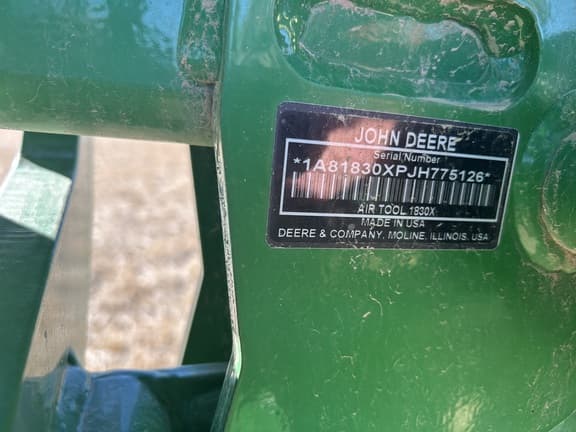 JOHN DEERE
Serial Number
*1A81830XPJH775126*
AIR TOOL 1830X
MADE IN USA
DEERE & COMPANY, MOLINE, ILLINOIS, USA